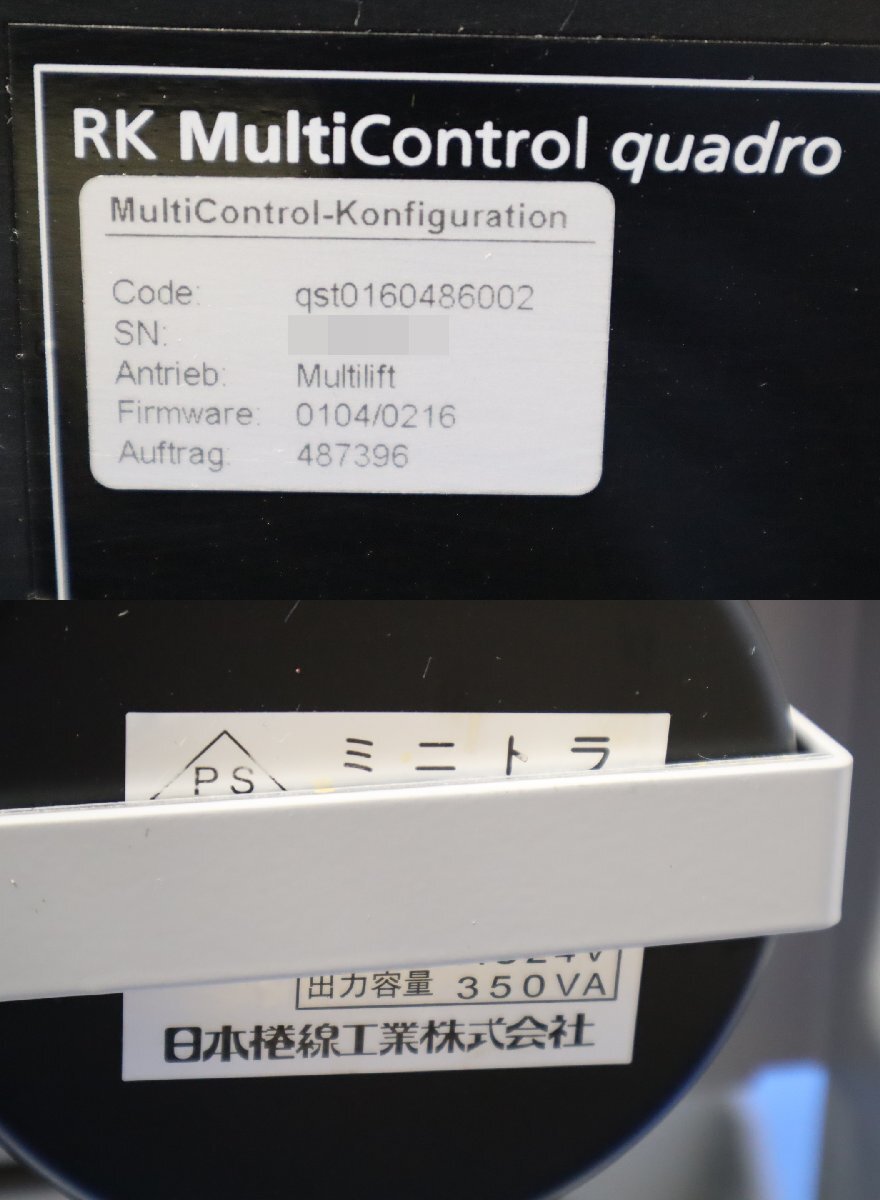 RK MultiControl quadro
MultiControl-Konfiguration
Code: qst0160486002
SN:
Antrieb: Multilift
Firmware: 0104/0216
Auftrag: 487396
PS
ミニトラ
出力容量 350VA
日本捲線工業株式会社